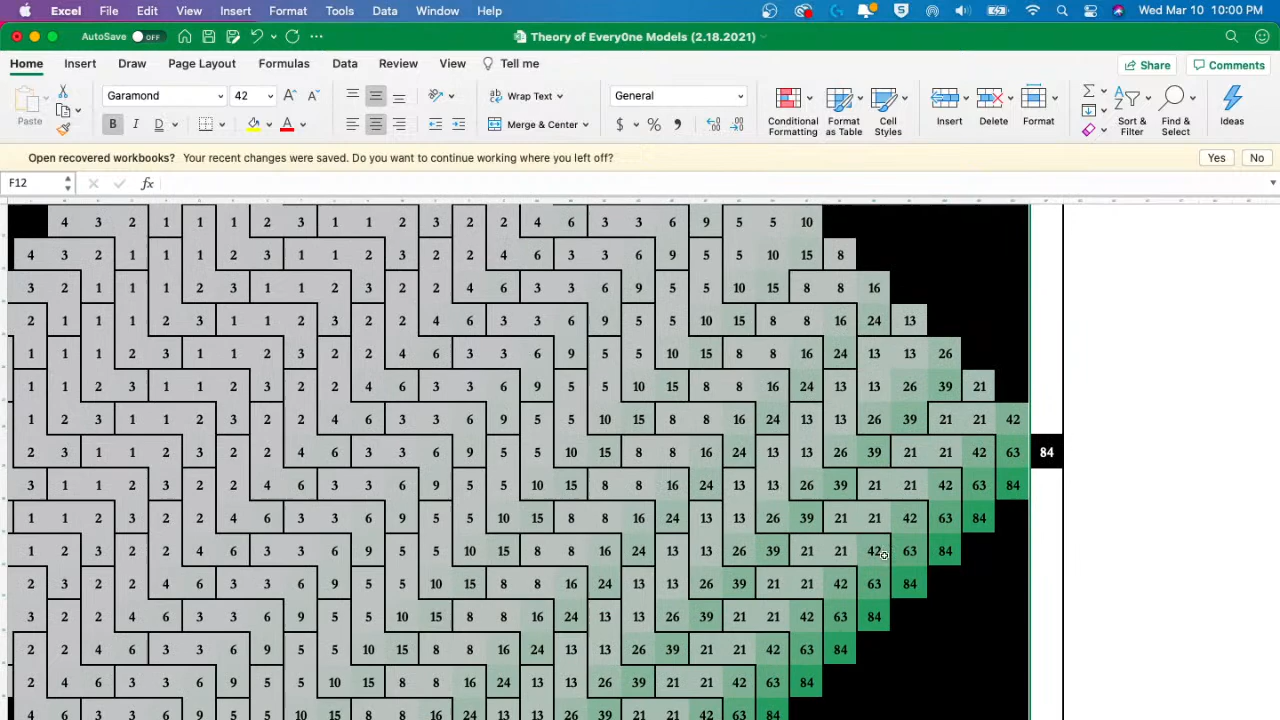 Excel File Edit View Insert Format Tools Data Window Help Wed Mar 10 10:00 PM
AutoSave OFF Theory of EveryOne Models (2.18.2021)
Home Insert Draw Page Layout Formulas Data Review View Tell me Share Comments
Paste Garamond 42 Wrap Text General Conditional Formatting Format as Table Cell Styles Insert Delete Format Sort & Filter Find & Select Ideas
B I D A Merge & Center $ %
Open recovered workbooks? Your recent changes were saved. Do you want to continue working where you left off? Yes No
F12 fx
4 3 2 1 1 1 2 3 1 1 2 3 2 2 4 6 3 3 6 9 5 5 10
4 3 2 1 1 1 2 3 1 1 2 3 2 2 4 6 3 3 6 9 5 5 10 15 8
3 2 1 1 1 2 3 1 1 2 3 2 2 4 6 3 3 6 9 5 5 10 15 8 8 16
2 1 1 1 2 3 1 1 2 3 2 2 4 6 3 3 6 9 5 5 10 15 8 8 16 24 13
1 1 1 2 3 1 1 2 3 2 2 4 6 3 3 6 9 5 5 10 15 8 8 16 24 13 13 26
1 1 2 3 1 1 2 3 2 2 4 6 3 3 6 9 5 5 10 15 8 8 16 24 13 13 26 39 21
1 2 3 1 1 2 3 2 2 4 6 3 3 6 9 5 5 10 15 8 8 16 24 13 13 26 39 21 21 42
2 3 1 1 2 3 2 2 4 6 3 3 6 9 5 5 10 15 8 8 16 24 13 13 26 39 21 21 42 63 84
3 1 1 2 3 2 2 4 6 3 3 6 9 5 5 10 15 8 8 16 24 13 13 26 39 21 21 42 63 84
1 1 2 3 2 2 4 6 3 3 6 9 5 5 10 15 8 8 16 24 13 13 26 39 21 21 42 63 84
1 2 3 2 2 4 6 3 3 6 9 5 5 10 15 8 8 16 24 13 13 26 39 21 21 42 63 84
2 3 2 2 4 6 3 3 6 9 5 5 10 15 8 8 16 24 13 13 26 39 21 21 42 63 84
3 2 2 4 6 3 3 6 9 5 5 10 15 8 8 16 24 13 13 26 39 21 21 42 63 84
2 2 4 6 3 3 6 9 5 5 10 15 8 8 16 24 13 13 26 39 21 21 42 63 84
2 4 6 3 3 6 9 5 5 10 15 8 8 16 24 13 13 26 39 21 21 42 63 84
4 6 3 3 6 9 5 5 10 15 8 8 16 24 13 13 26 39 21 21 42 63 84